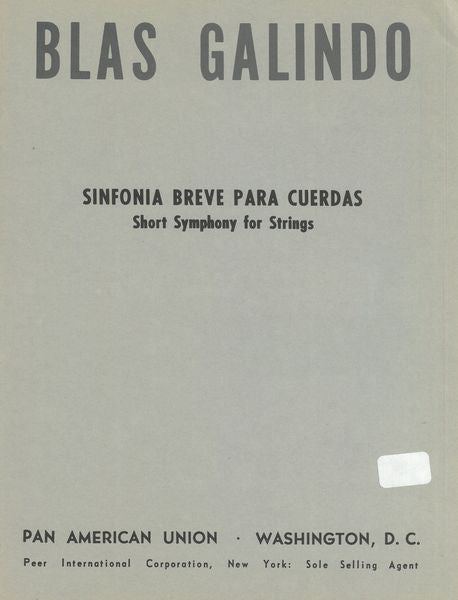 BLAS GALINDO
SINFONIA BREVE PARA CUERDAS
Short Symphony for Strings
PAN AMERICAN UNION · WASHINGTON, D. C.
Peer International Corporation, New York: Sole Selling Agent